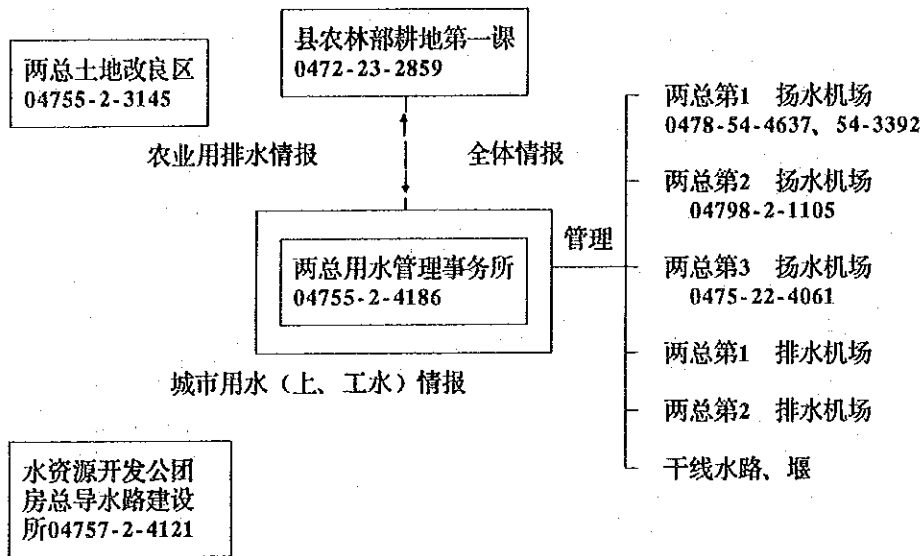 县农林部耕地第一课
0472-23-2859
两总土地改良区
04755-2-3145
农业用排水情报
全体情报
两总用水管理事务所
04755-2-4186
管理
城市用水（上、工水）情报
水资源开发公团
房总导水路建设
所04757-2-4121
两总第1 扬水机场
0478-54-4637、54-3392
两总第2 扬水机场
04798-2-1105
两总第3 扬水机场
0475-22-4061
两总第1 排水机场
两总第2 排水机场
干线水路、堰